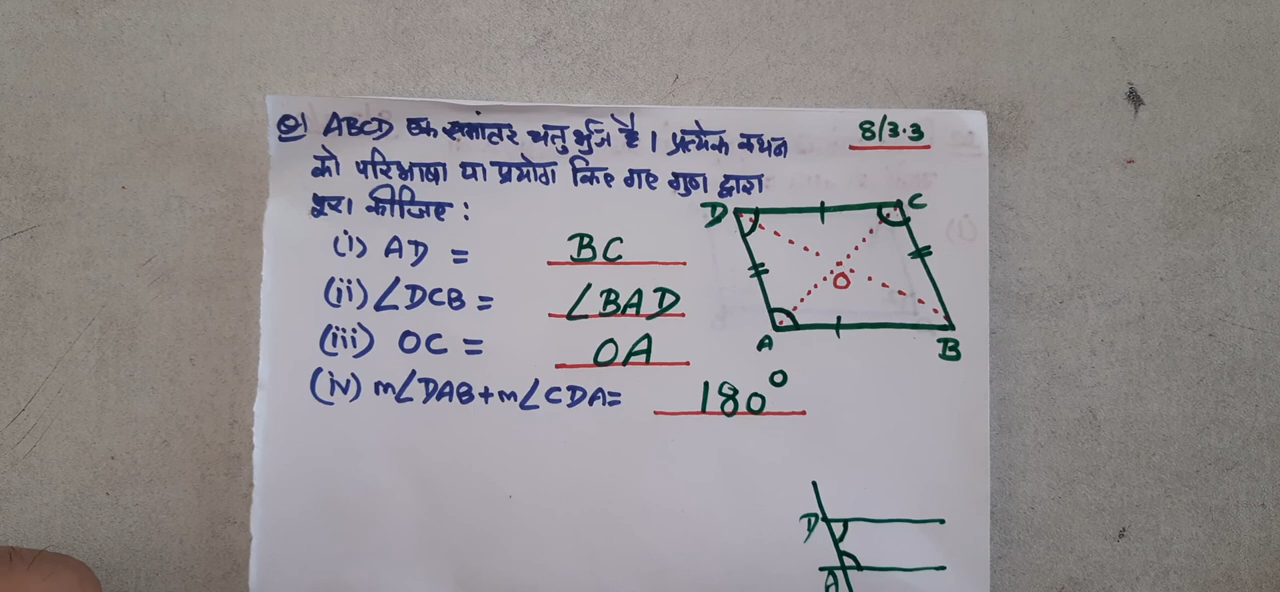 Q1 ABCD एक समांतर चतुर्भुज है। प्रत्येक कथन
8/3.3
को परिभाषा या प्रयोग किए गए गुण द्वारा
पूरा कीजिए :
(i) AD = BC
(ii) ∠DCB = ∠BAD
(iii) OC = OA
(iv) m∠DAB+m∠CDA= 180°
D C
O
A B
D
A